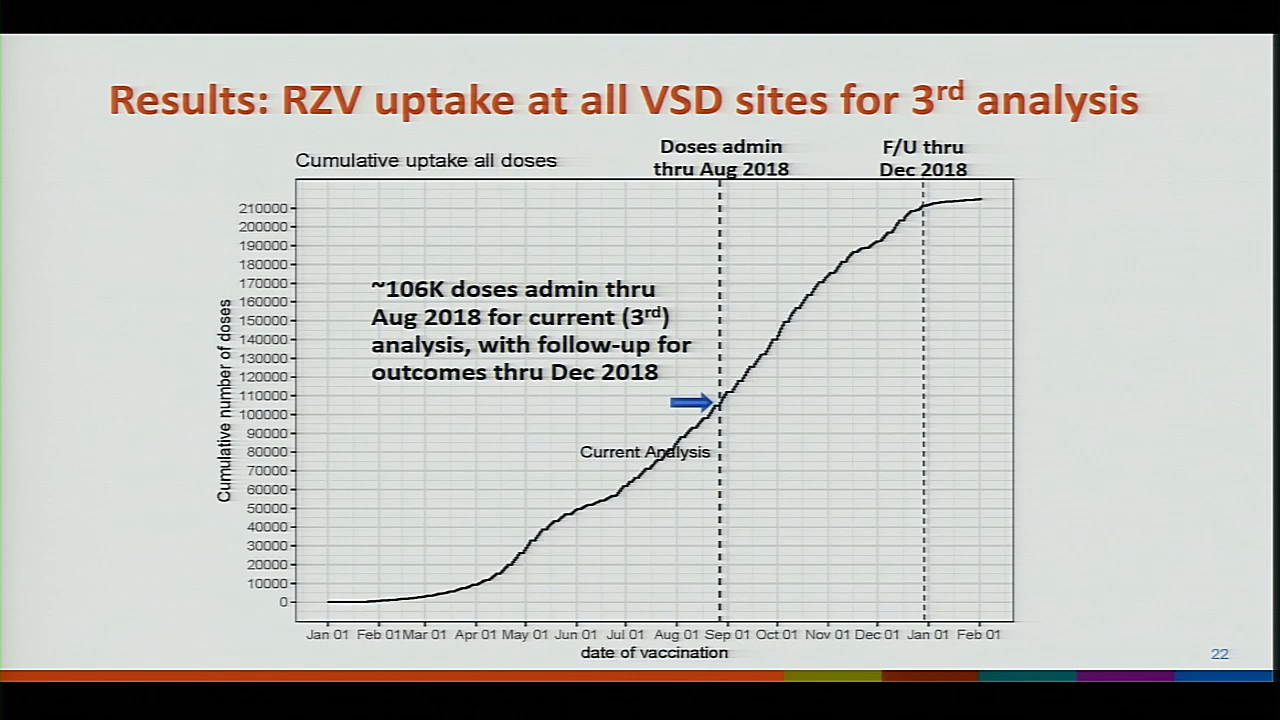 Results: RZV uptake at all VSD sites for 3rd analysis
Doses admin
thru Aug 2018
F/U thru
Dec 2018
Cumulative uptake all doses
210000
200000
190000
180000
170000
160000
150000
140000
130000
120000
110000
100000
90000
80000
70000
60000
50000
40000
30000
20000
10000
0
Cumulative number of doses
~106K doses admin thru
Aug 2018 for current (3rd)
analysis, with follow-up for
outcomes thru Dec 2018
Current Analysis
Jan 01 Feb 01 Mar 01 Apr 01 May 01 Jun 01 Jul 01 Aug 01 Sep 01 Oct 01 Nov 01 Dec 01 Jan 01 Feb 01
date of vaccination
22